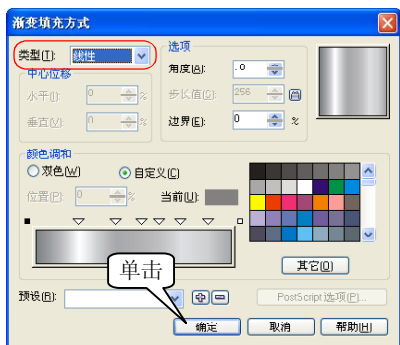 渐变填充方式
类型(T): 线性
选项
中心位移
角度(A): .0
水平(I): 0 %
步长值(S): 256
垂直(V): 0 %
边界(E): 0 %
颜色调和
双色(W) 自定义(C)
位置(P): 0 %
当前(U):
单击
其它(O)
预设(R):
PostScript 选项(P)...
确定 取消 帮助(H)